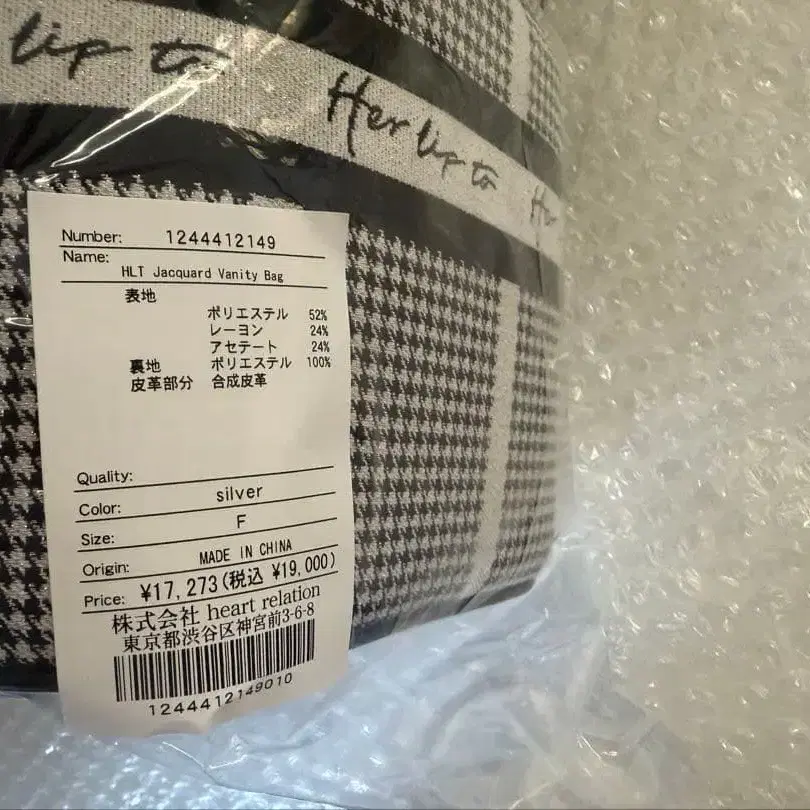 lip to
Her lip to
Her
Number: 1244412149
Name:
HLT Jacquard Vanity Bag
表地
ポリエステル 52%
レーヨン 24%
アセテート 24%
裏地 ポリエステル 100%
皮革部分 合成皮革
Quality:
Color: silver
Size: F
Origin: MADE IN CHINA
Price: ¥17,273(税込 ¥19,000)
株式会社 heart relation
東京都渋谷区神宮前3-6-8
1244412149010